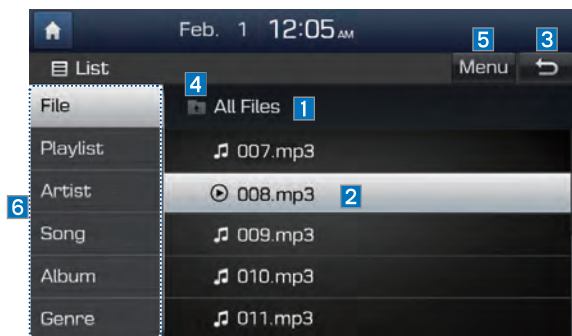 Feb. 1 12:05 AM
5 3
List Menu
4
File All Files 1
Playlist 007.mp3
Artist 008.mp3 2
6
Song 009.mp3
Album 010.mp3
Genre 011.mp3